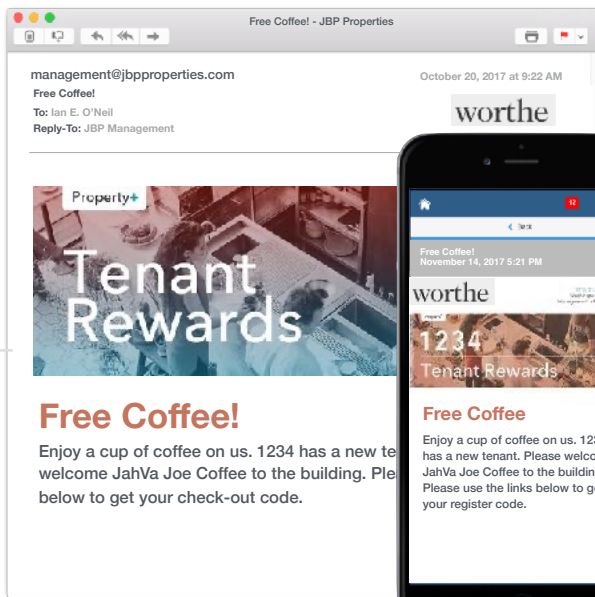 Free Coffee! - JBP Properties
management@jbpproperties.com
October 20, 2017 at 9:22 AM
Free Coffee!
To: Ian E. O'Neil
Reply-To: JBP Management
worthe
Property+
Tenant
Rewards
Free Coffee!
Enjoy a cup of coffee on us. 1234 has a new te
welcome JahVa Joe Coffee to the building. Ple
below to get your check-out code.
12
Back
Free Coffee!
November 14, 2017 5:21 PM
worthe
Property+
1234
Tenant Rewards
Free Coffee
Enjoy a cup of coffee on us. 123
has a new tenant. Please welco
JahVa Joe Coffee to the buildin
Please use the links below to g
your register code.